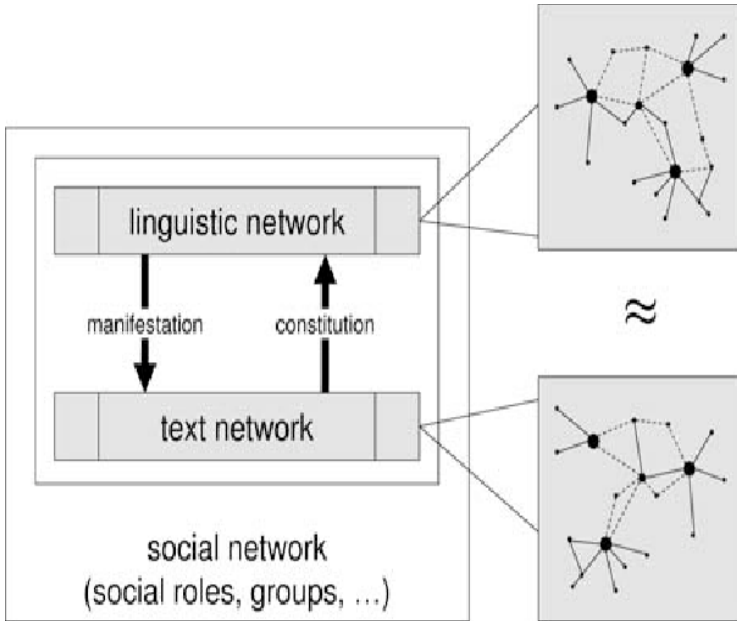 linguistic network
manifestation
constitution
≈
text network
social network
(social roles, groups, ...)